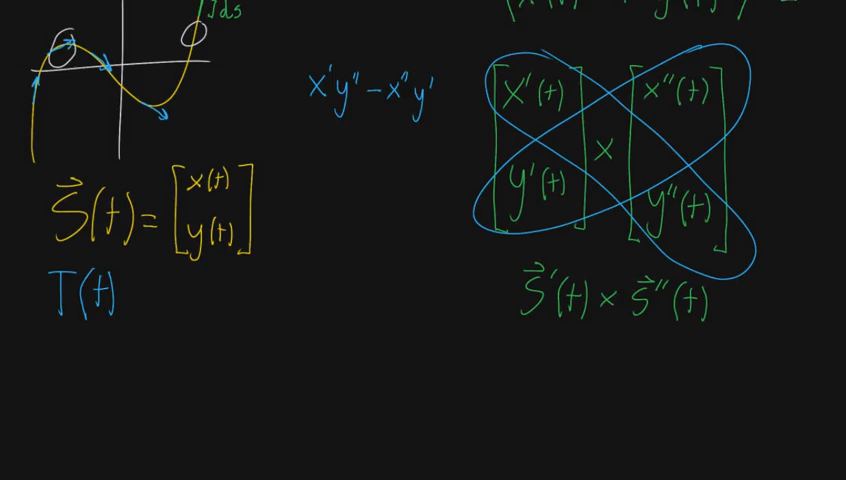 ds
x'y'' - x''y'
[x'(t) y'(t)] × [x''(t) y''(t)]
S⃗(t) = [x(t) y(t)]
T(t)
S⃗'(t) × S⃗''(t)